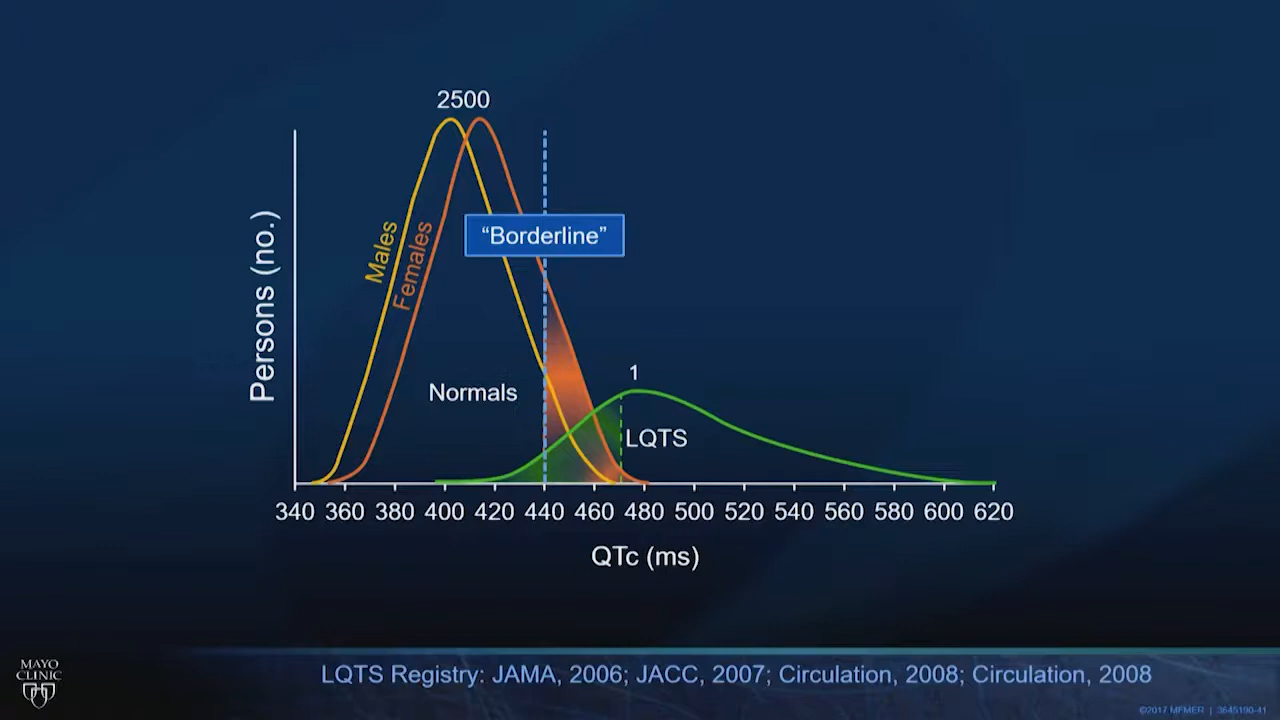 2500
Persons (no.)
Males
Females
“Borderline”
Normals
1
LQTS
340 360 380 400 420 440 460 480 500 520 540 560 580 600 620
QTc (ms)
MAYO
CLINIC
LQTS Registry: JAMA, 2006; JACC, 2007; Circulation, 2008; Circulation, 2008
©2017 MFMER | 3645190-41